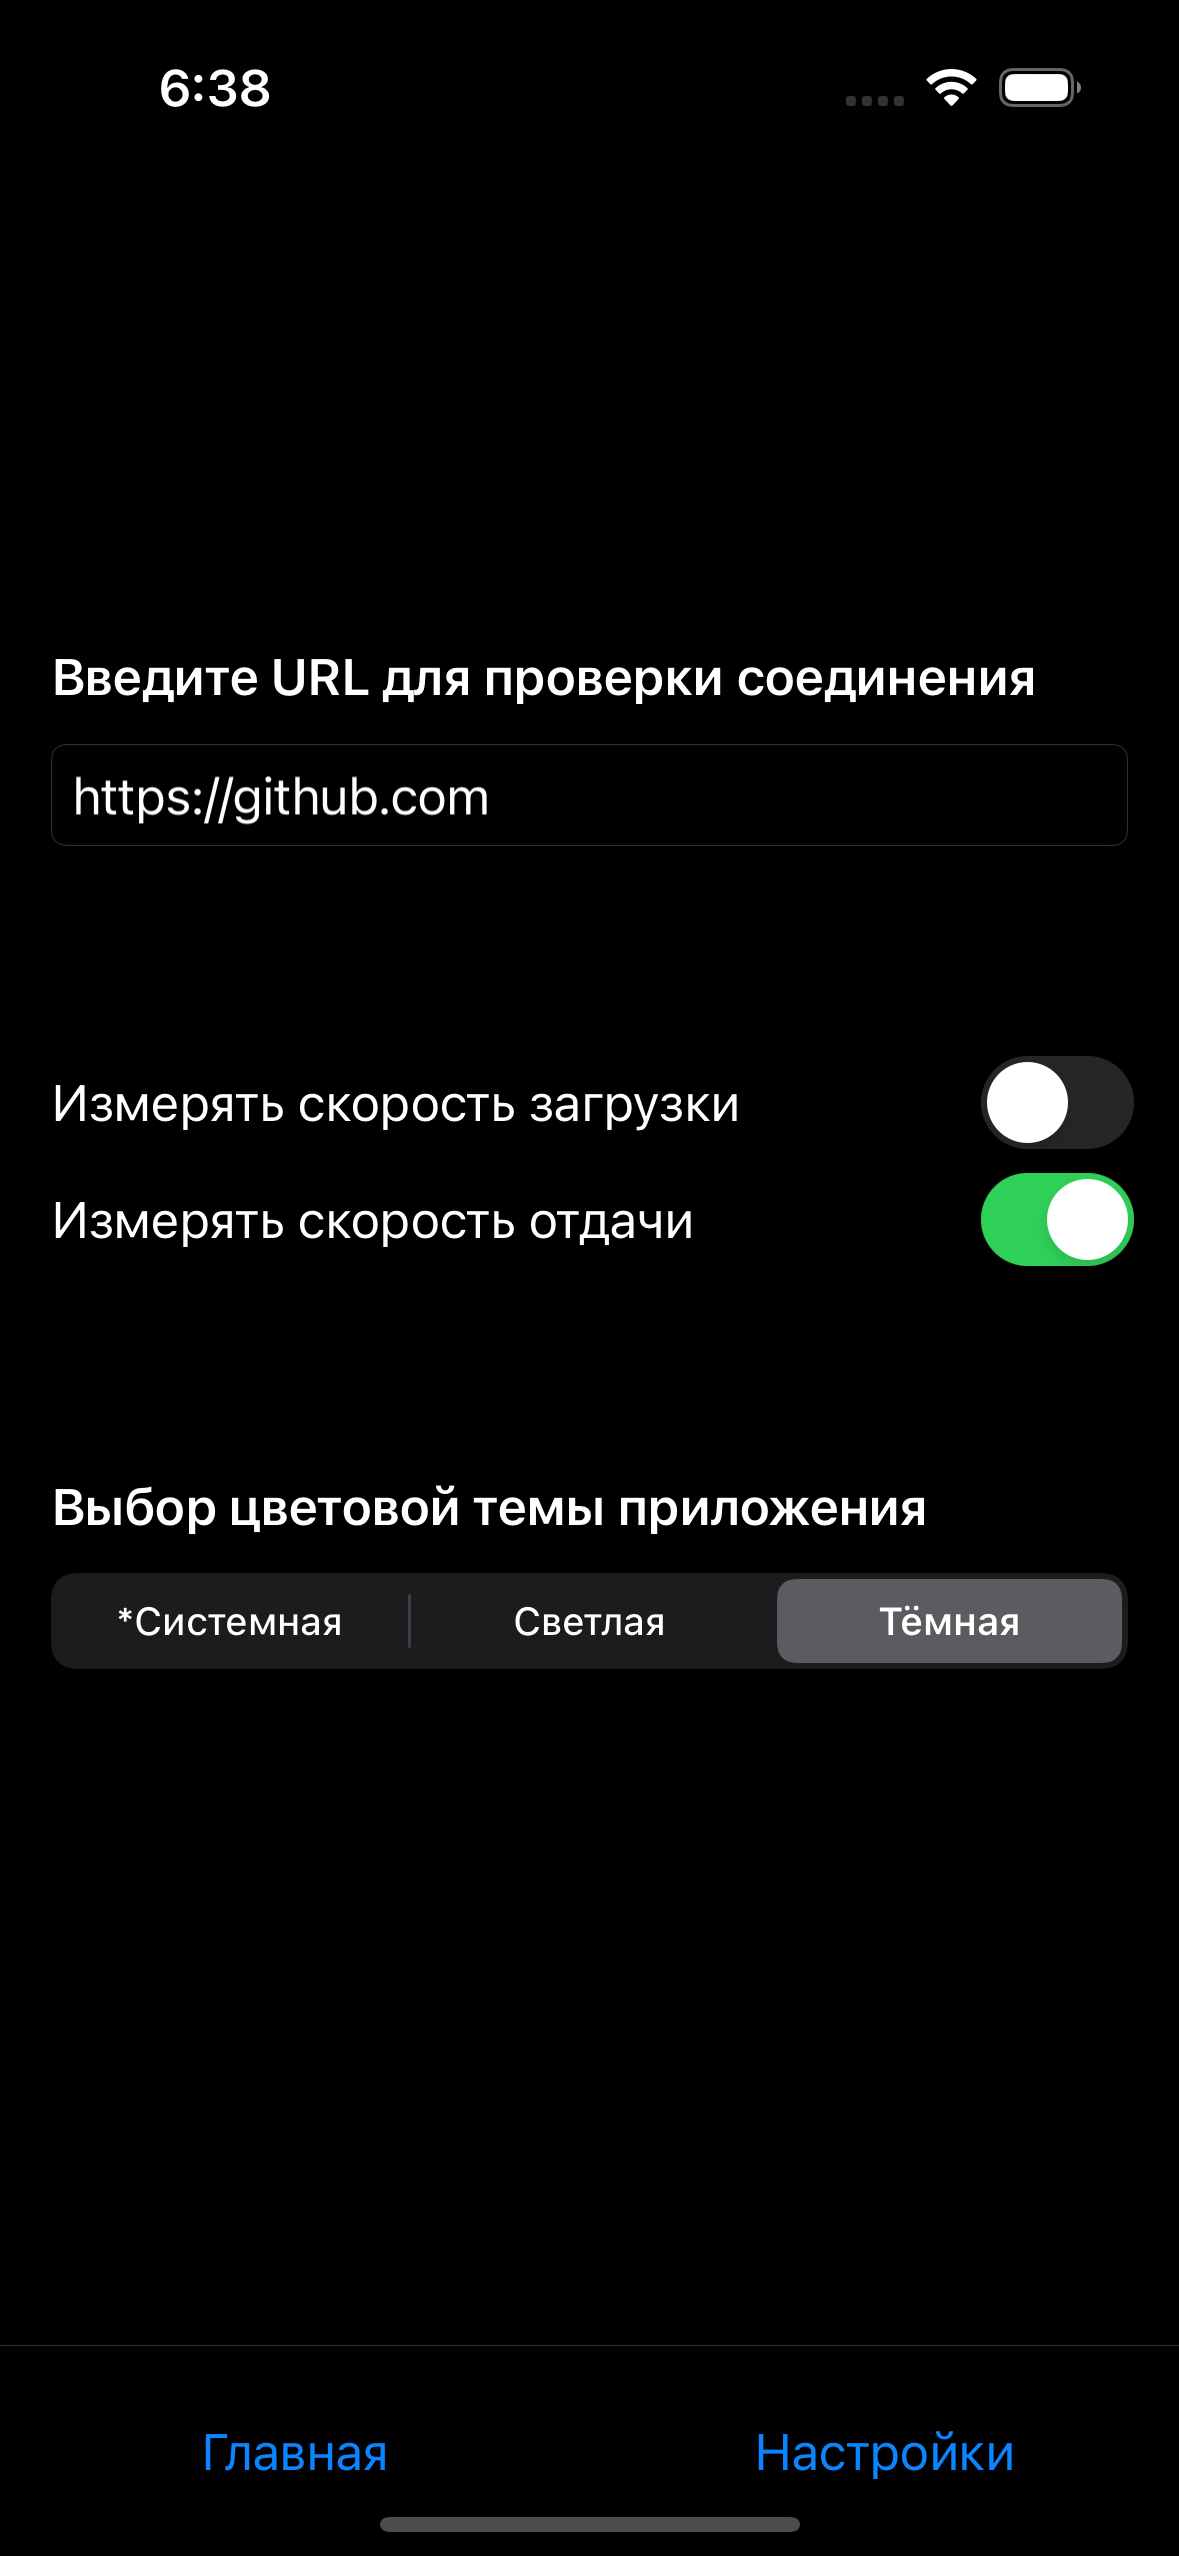 6:38
Введите URL для проверки соединения
https://github.com
Измерять скорость загрузки
Измерять скорость отдачи
Выбор цветовой темы приложения
*Системная Светлая Тёмная
Главная Настройки